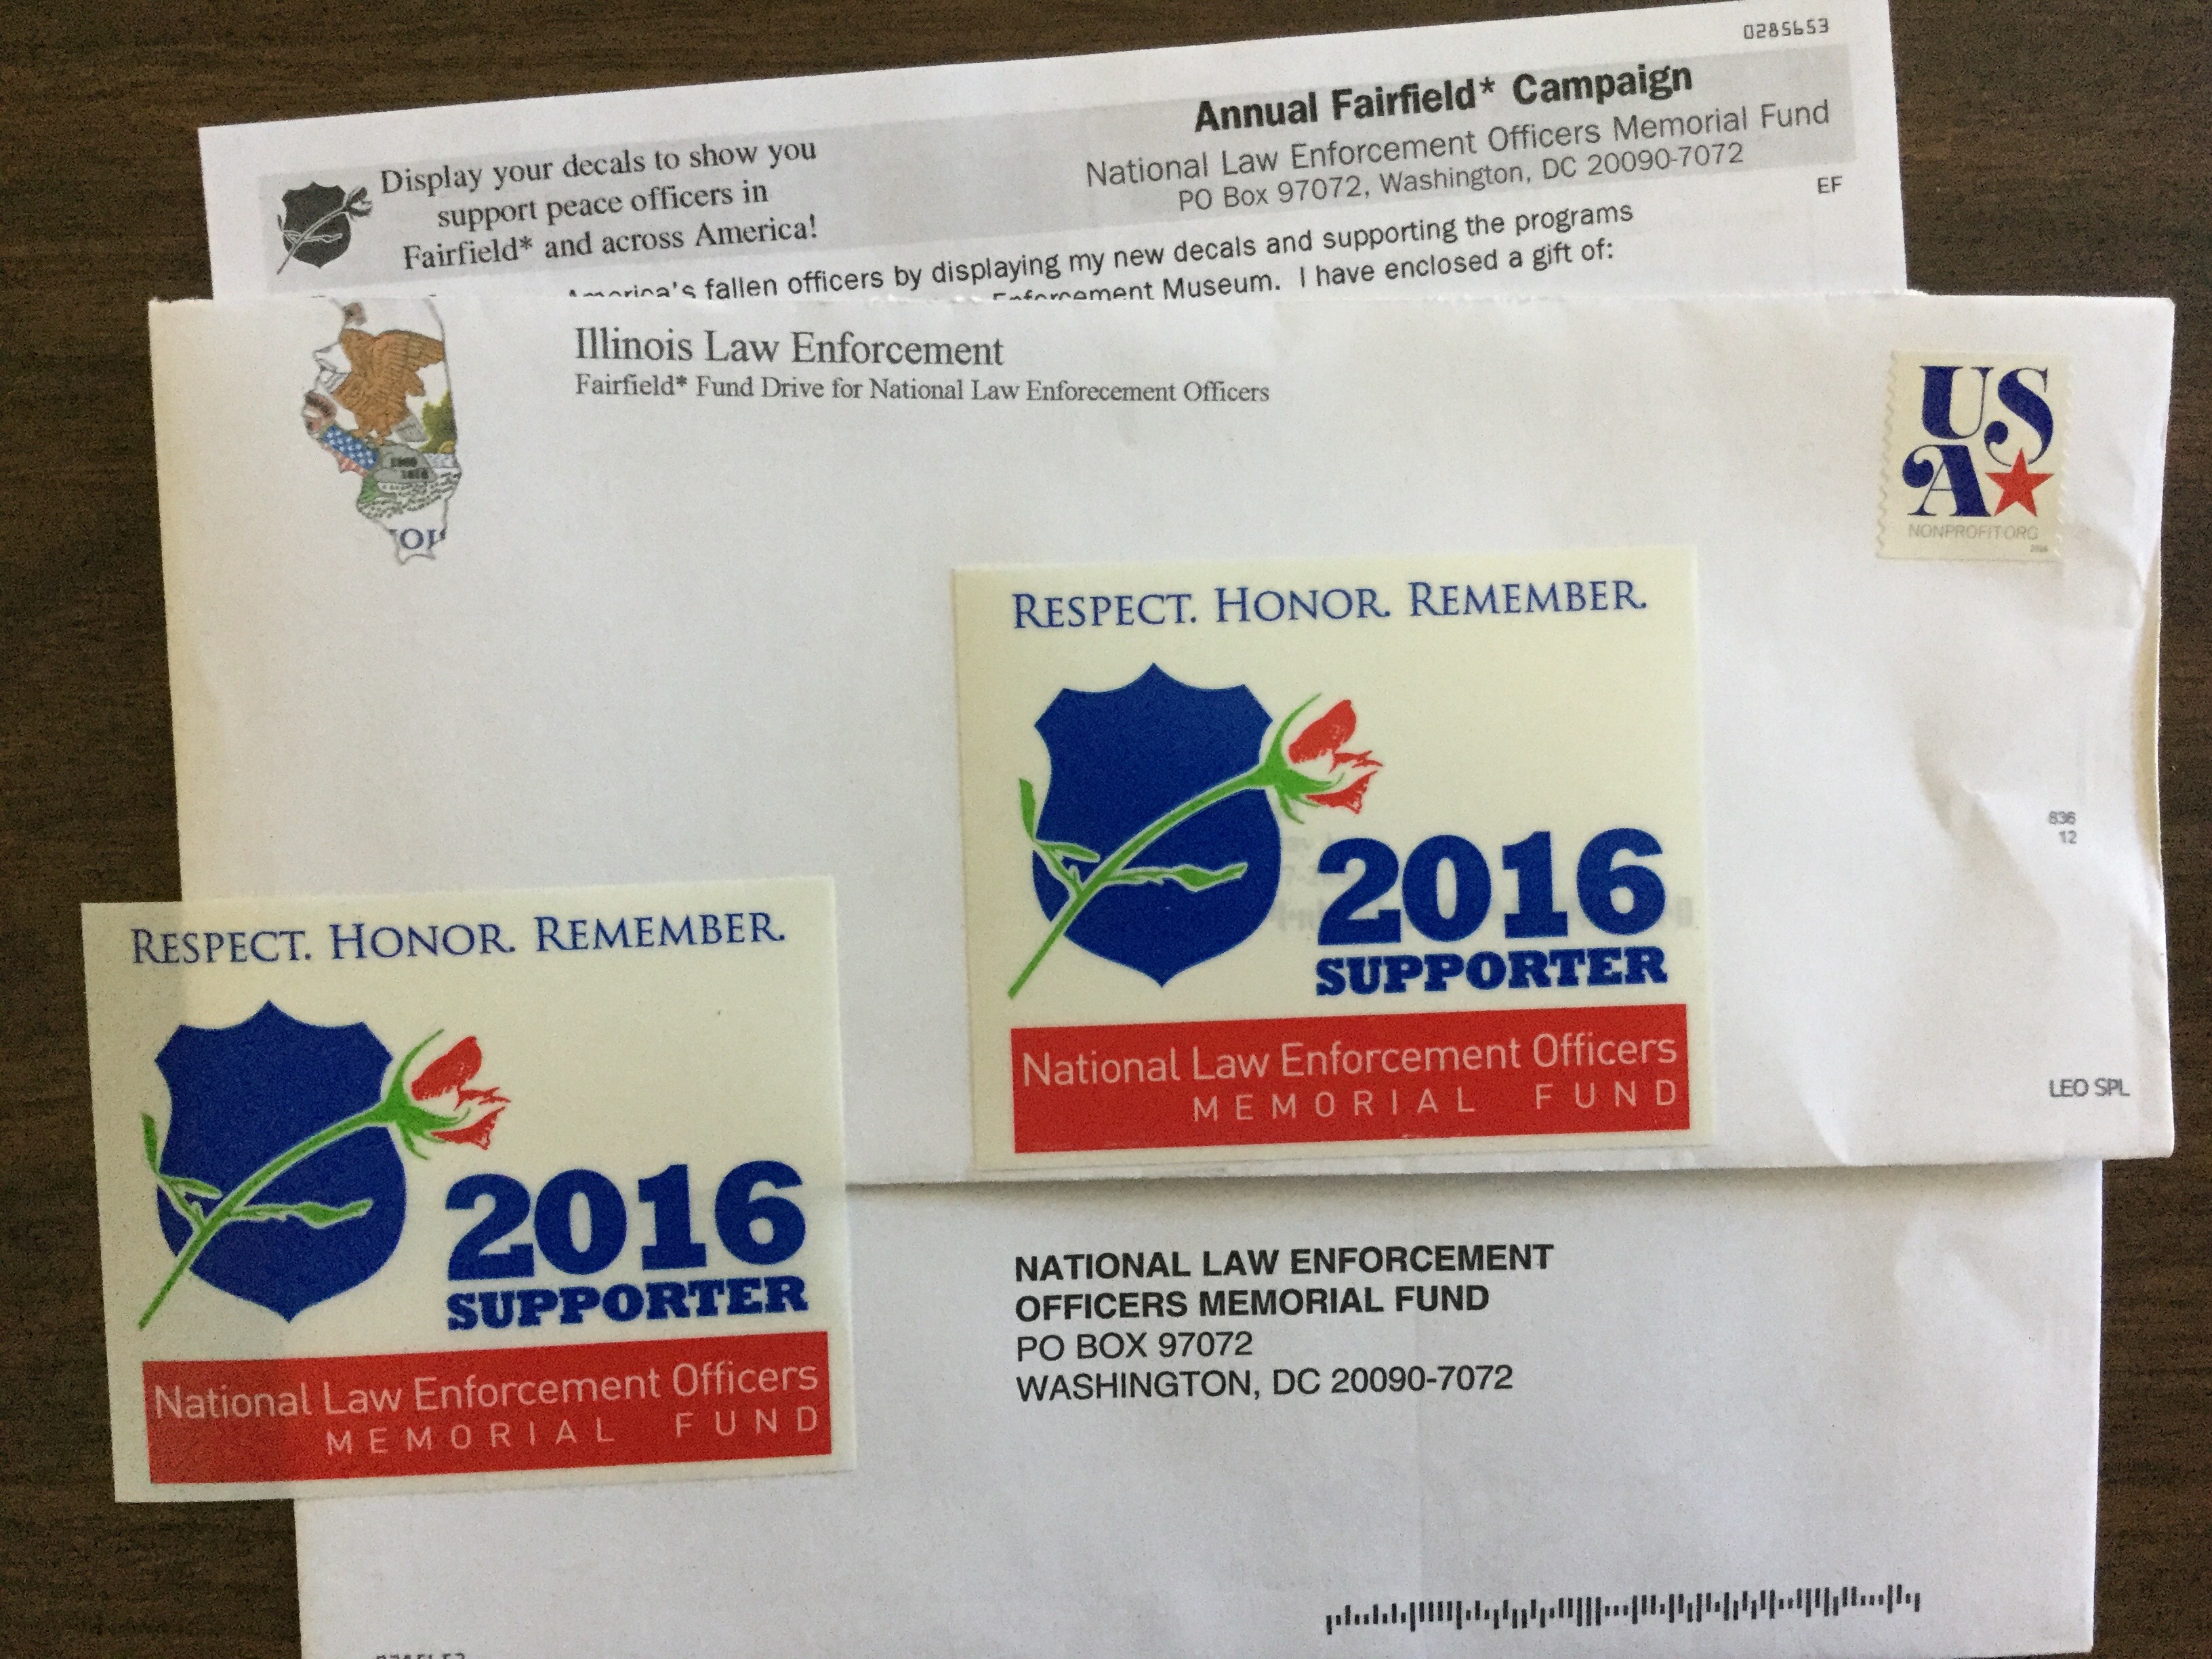 0285653
Annual Fairfield* Campaign
National Law Enforcement Officers Memorial Fund
PO Box 97072, Washington, DC 20090-7072
EF
Display your decals to show you
support peace officers in
Fairfield* and across America!
America's fallen officers by displaying my new decals and supporting the programs
Enforcement Museum. I have enclosed a gift of:
Illinois Law Enforcement
Fairfield* Fund Drive for National Law Enforecement Officers
USA
NONPROFIT ORG
2016
RESPECT. HONOR. REMEMBER.
2016
SUPPORTER
National Law Enforcement Officers
MEMORIAL FUND
836
12
LEO SPL
RESPECT. HONOR. REMEMBER.
2016
SUPPORTER
National Law Enforcement Officers
MEMORIAL FUND
NATIONAL LAW ENFORCEMENT
OFFICERS MEMORIAL FUND
PO BOX 97072
WASHINGTON, DC 20090-7072